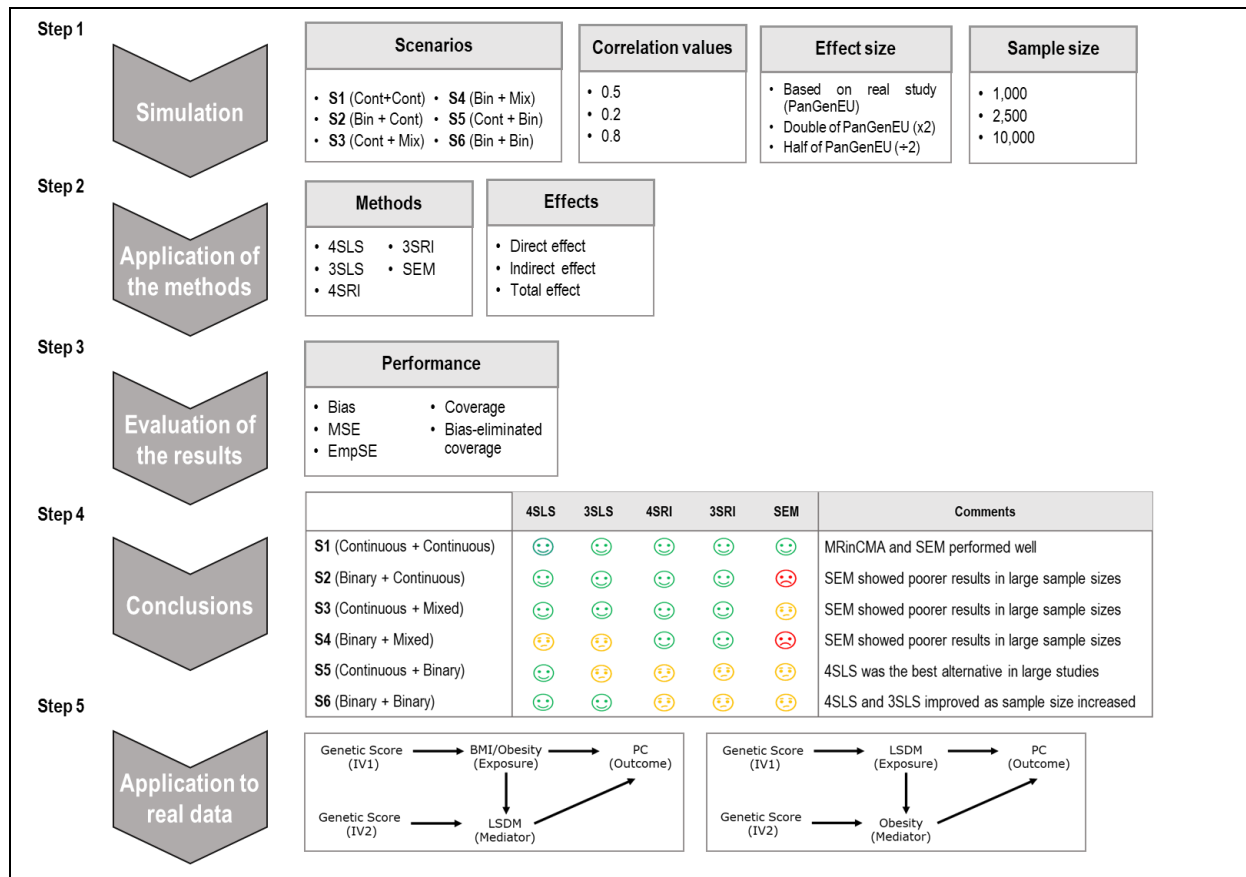 Step 1
Simulation
Scenarios
• S1 (Cont+Cont) • S4 (Bin + Mix)
• S2 (Bin + Cont) • S5 (Cont + Bin)
• S3 (Cont + Mix) • S6 (Bin + Bin)
Correlation values
• 0.5
• 0.2
• 0.8
Effect size
• Based on real study
(PanGenEU)
• Double of PanGenEU (x2)
• Half of PanGenEU (÷2)
Sample size
• 1,000
• 2,500
• 10,000
Step 2
Application of
the methods
Methods
• 4SLS • 3SRI
• 3SLS • SEM
• 4SRI
Effects
• Direct effect
• Indirect effect
• Total effect
Step 3
Evaluation of
the results
Performance
• Bias • Coverage
• MSE • Bias-eliminated
• EmpSE coverage
Step 4
Conclusions
4SLS 3SLS 4SRI 3SRI SEM Comments
S1 (Continuous + Continuous) MRinCMA and SEM performed well
S2 (Binary + Continuous) SEM showed poorer results in large sample sizes
S3 (Continuous + Mixed) SEM showed poorer results in large sample sizes
S4 (Binary + Mixed) SEM showed poorer results in large sample sizes
S5 (Continuous + Binary) 4SLS was the best alternative in large studies
S6 (Binary + Binary) 4SLS and 3SLS improved as sample size increased
Step 5
Application to
real data
Genetic Score BMI/Obesity PC
(IV1) (Exposure) (Outcome)
Genetic Score LSDM
(IV2) (Mediator)
Genetic Score LSDM PC
(IV1) (Exposure) (Outcome)
Genetic Score Obesity
(IV2) (Mediator)